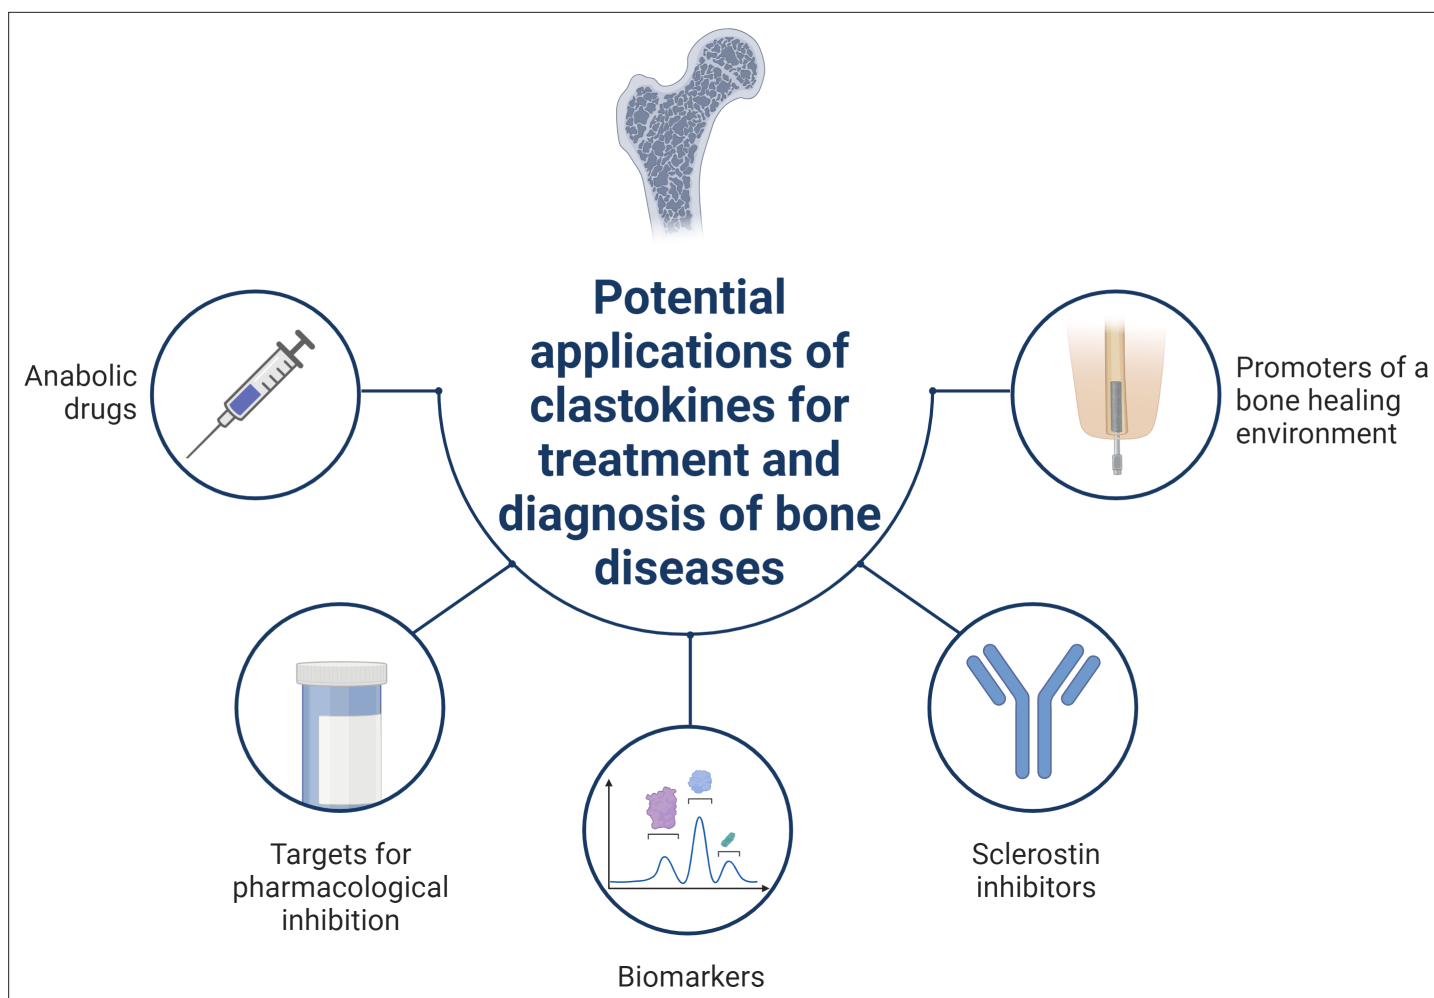 Potential
applications of
clastokines for
treatment and
diagnosis of bone
diseases
Anabolic
drugs
Targets for
pharmacological
inhibition
Biomarkers
Sclerostin
inhibitors
Promoters of a
bone healing
environment